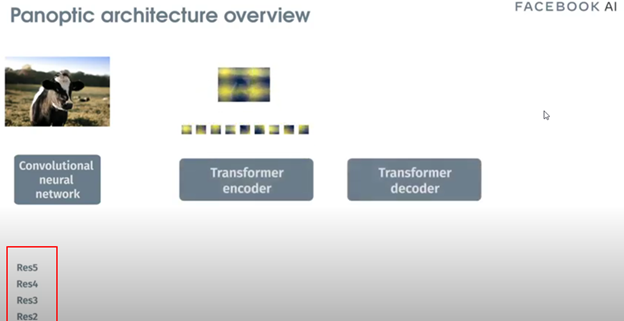 Panoptic architecture overview
FACEBOOK AI
Convolutional
neural
network
Transformer
encoder
Transformer
decoder
Res5
Res4
Res3
Res2